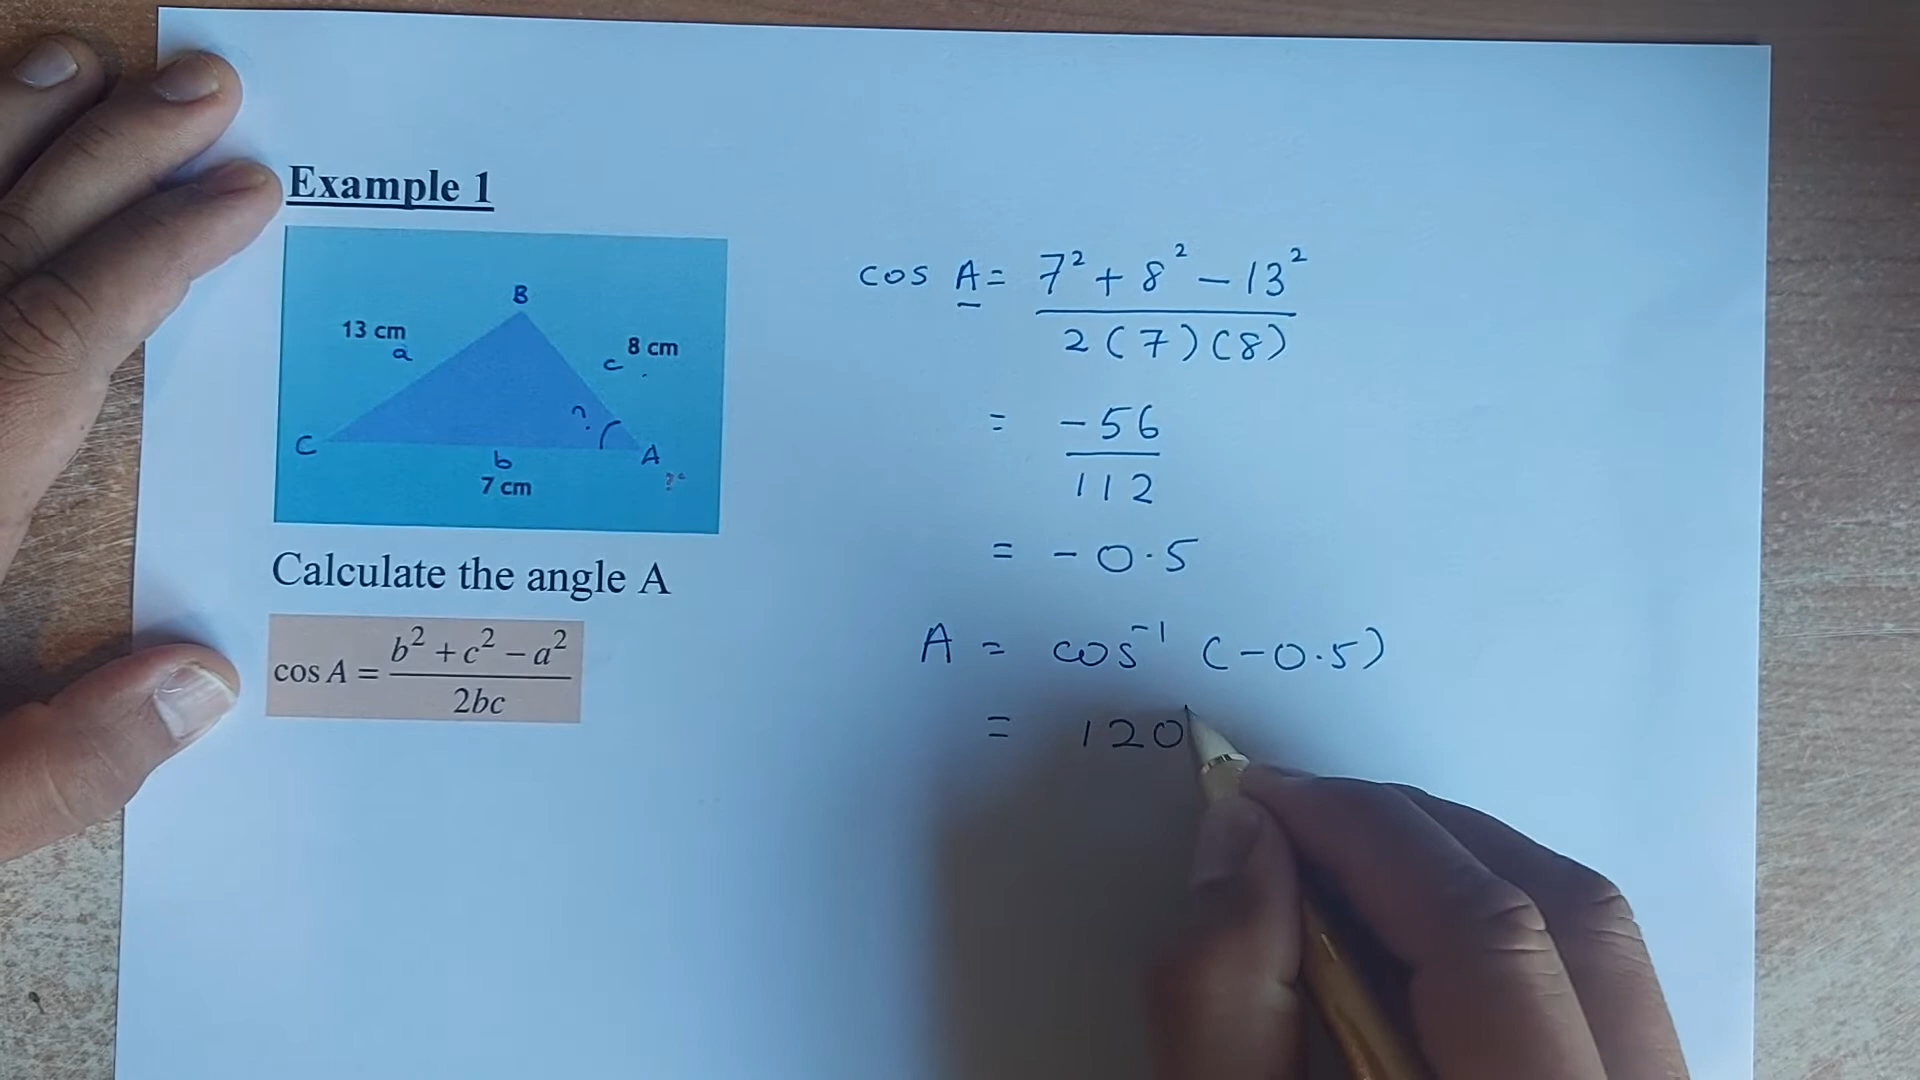 Example 1
B
13 cm
a
8 cm
c
?
C
b
A
7 cm
?°
Calculate the angle A
cos A = b² + c² − a² / 2bc
cos A = 7² + 8² − 13² / 2(7)(8)
= −56 / 112
= −0.5
A = cos⁻¹ (−0.5)
= 120